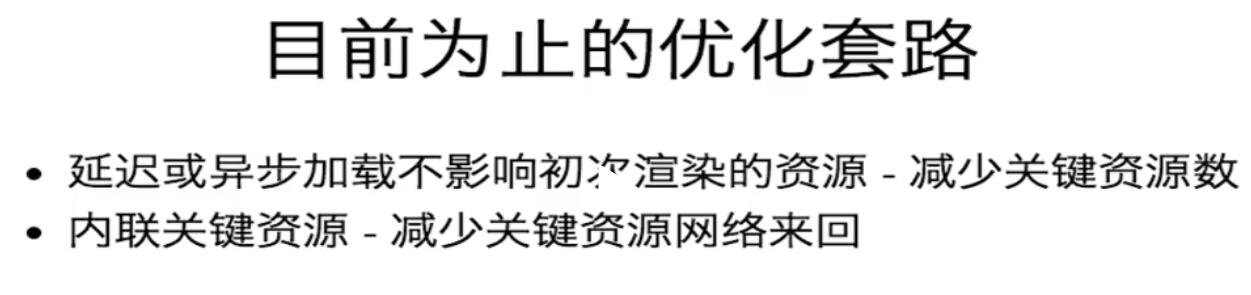 目前为止的优化套路
• 延迟或异步加载不影响初次渲染的资源 - 减少关键资源数
• 内联关键资源 - 减少关键资源网络来回